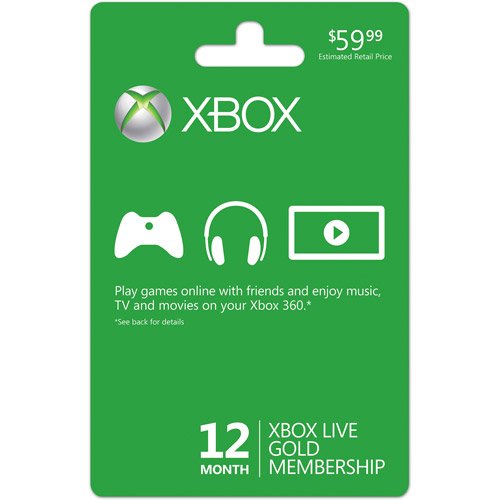 $59.99
Estimated Retail Price
XBOX
Play games online with friends and enjoy music,
TV and movies on your Xbox 360.*
*See back for details
12 MONTH
XBOX LIVE
GOLD
MEMBERSHIP